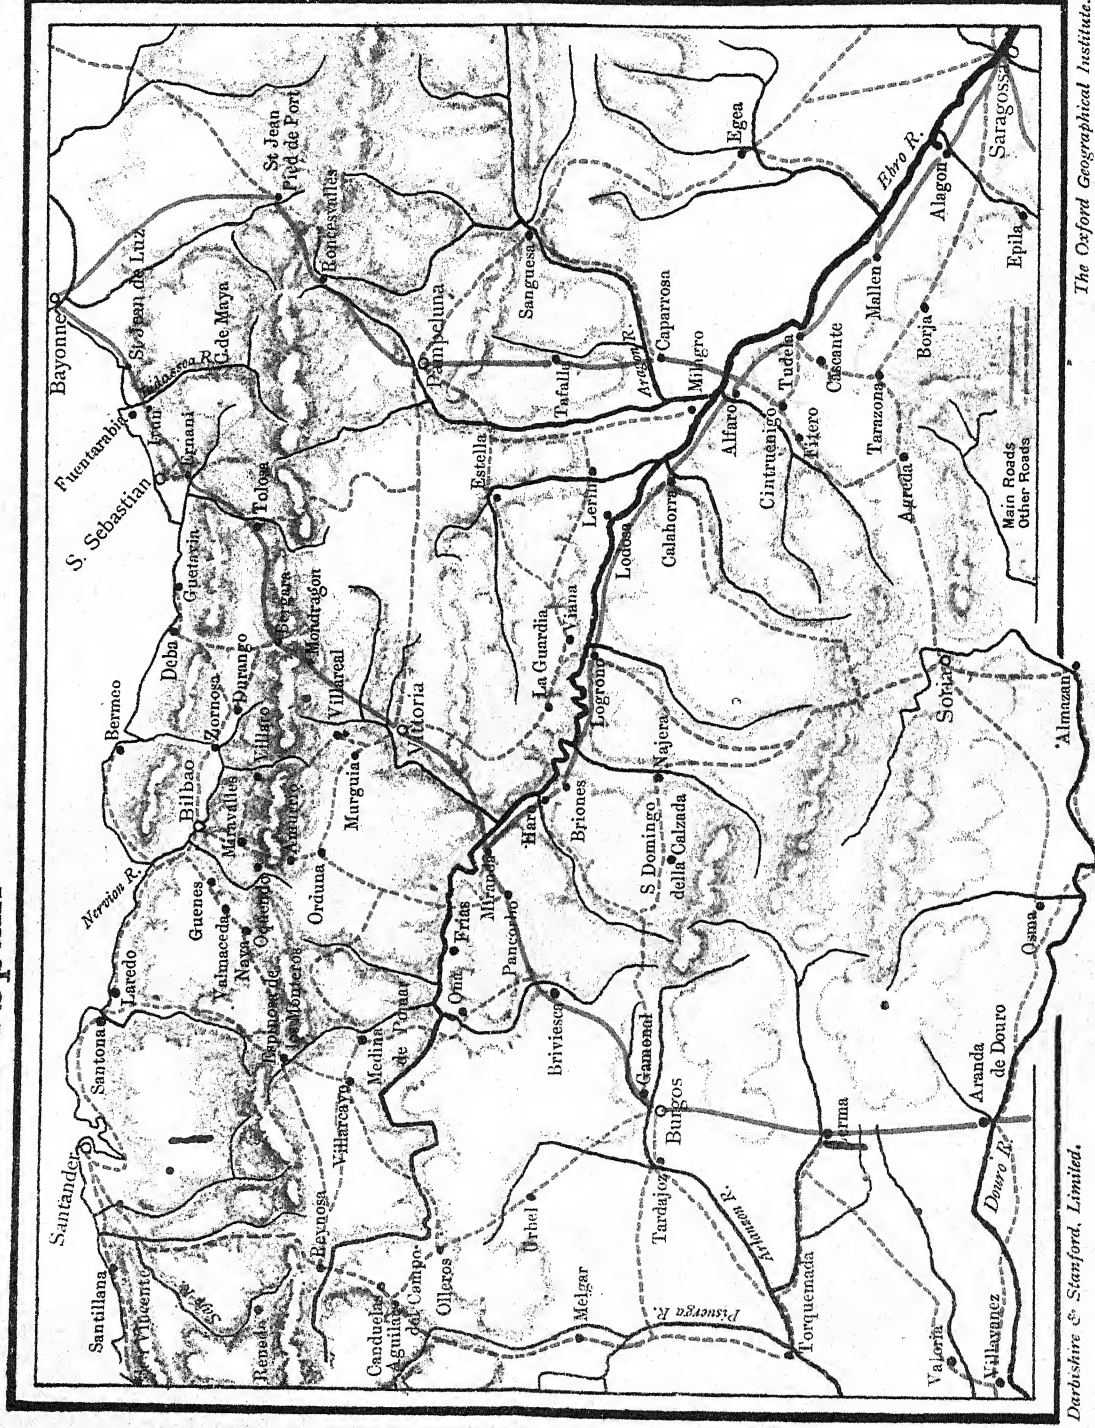 Bayonne
St Jean de Luz
Fuentarabia
Irun
Bidassoa R.
C. de Maya
St Jean
Pied de Port
Roncesvalles
S. Sebastian
Ernani
Tolosa
Guetavia
Deba
Bergara
Mondragon
Durango
Zornosa
Bermeo
Bilbao
Villaro
Villareal
Miravalles
Murguia
Vittoria
Orduna
Oquendo
Guenes
Valmaceda
Nava
Nervion R.
Laredo
Santona
Espinosa de
los Monteros
Medina
de Pomar
Villarcayo
Santander
Santillana
Vincente
Reynosa
Renedo
Canduela
Aguilar
del Campo
Olleros
Pampeluna
Sanguesa
Tafalla
Caparrosa
Aragon R.
Milagro
Estella
Lerin
Lodosa
Calahorra
Alfaro
Cintruenigo
Fitero
Tudela
Cascante
Tarazona
Agreda
Borja
Mallen
Egea
Ebro R.
Alagon
Saragossa
Epila
La Guardia
Viana
Logrono
Najera
Haro
Briones
S Domingo
della Calzada
Miranda
Pancorbo
Frias
Ona
Briviesca
Gamonal
Burgos
Tardajoz
Urbel
Melgar
Pisuerga R.
Arlanzon R.
Torquemada
Lerma
Aranda
de Douro
Douro R.
Valoria
Villavanez
Osma
Almazan
Soria
Main Roads
Other Roads
Darbishire & Stanford, Limited.
The Oxford Geographical Institute.